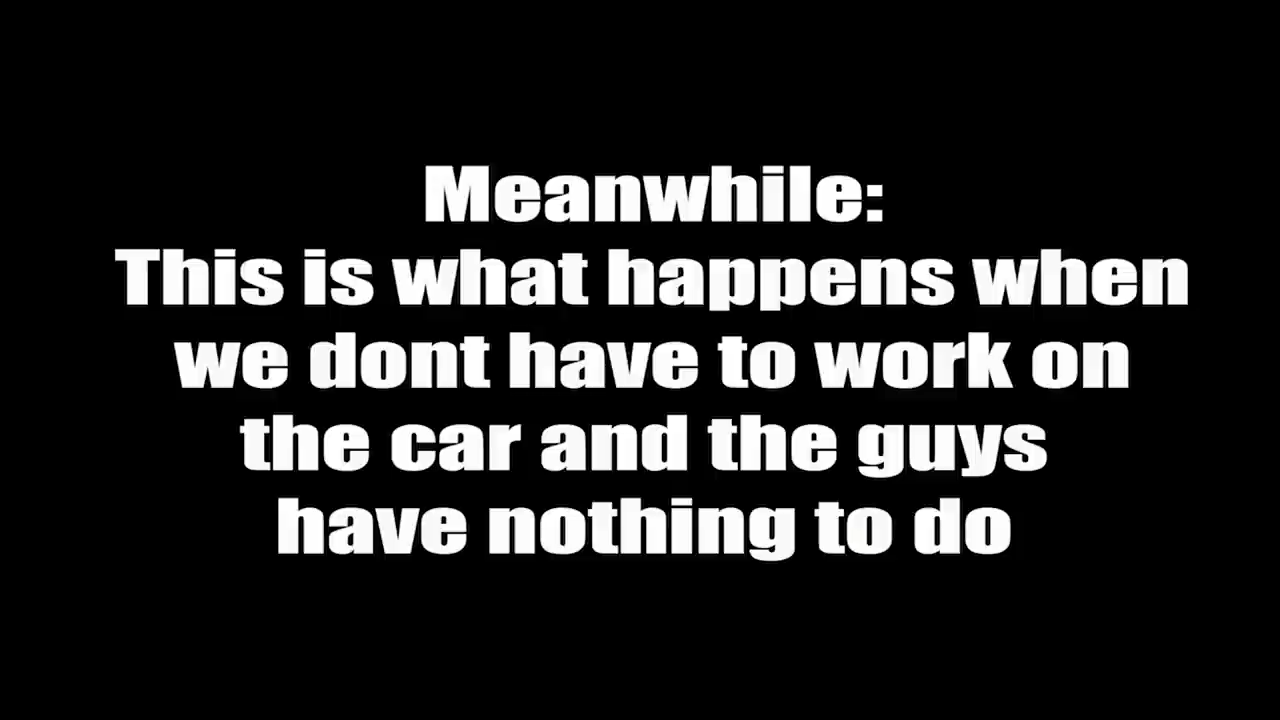 Meanwhile:
This is what happens when
we dont have to work on
the car and the guys
have nothing to do